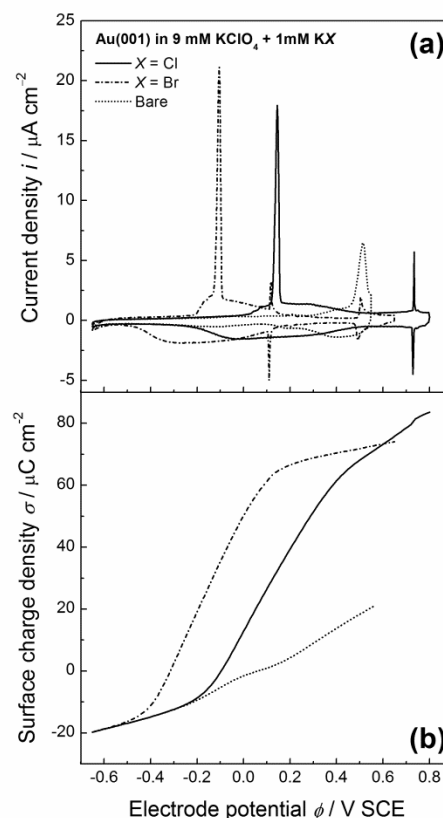 Au(001) in 9 mM KClO₄ + 1mM KX
(a)
X = Cl
X = Br
Bare
Current density i / μA cm⁻²
25
20
15
10
5
0
-5
Surface charge density σ / μC cm⁻²
80
60
40
20
0
-20
(b)
-0.6 -0.4 -0.2 0.0 0.2 0.4 0.6 0.8
Electrode potential ϕ / V SCE